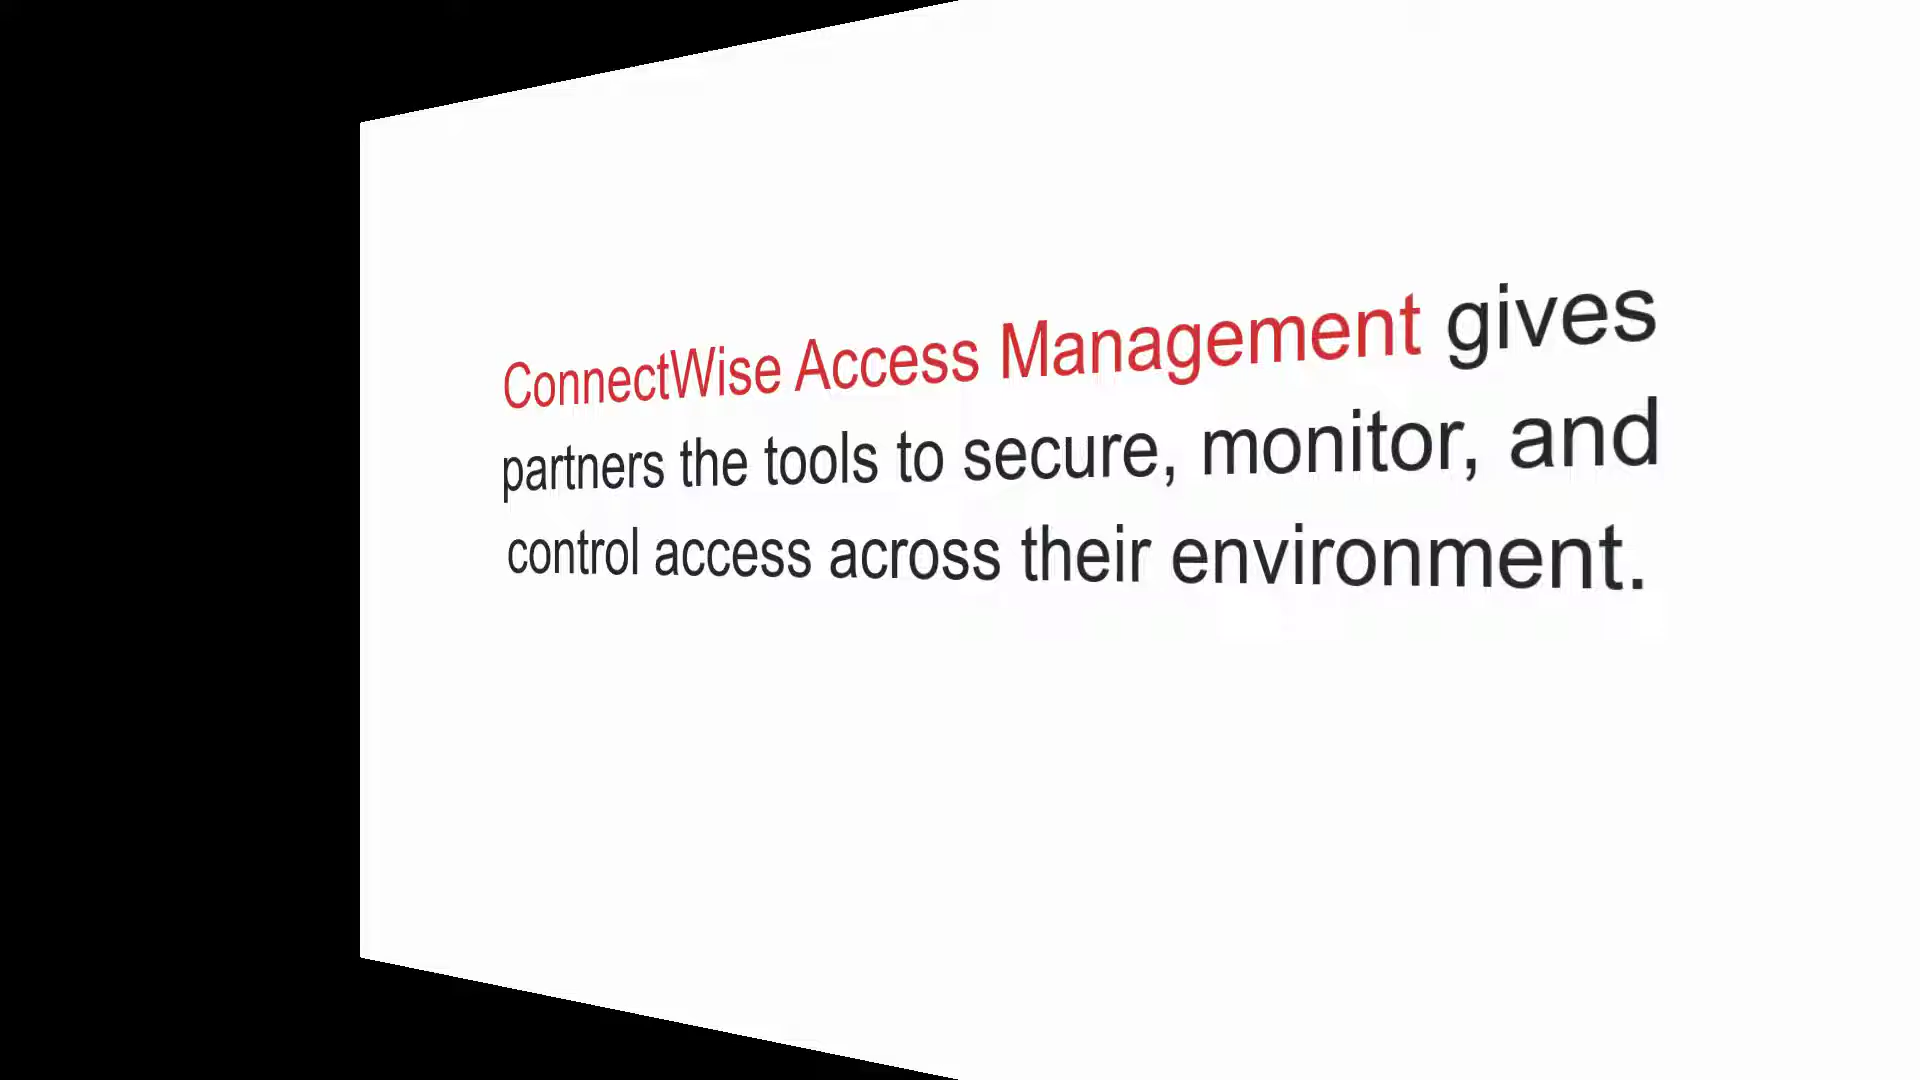 ConnectWise Access Management gives
partners the tools to secure, monitor, and
control access across their environment.